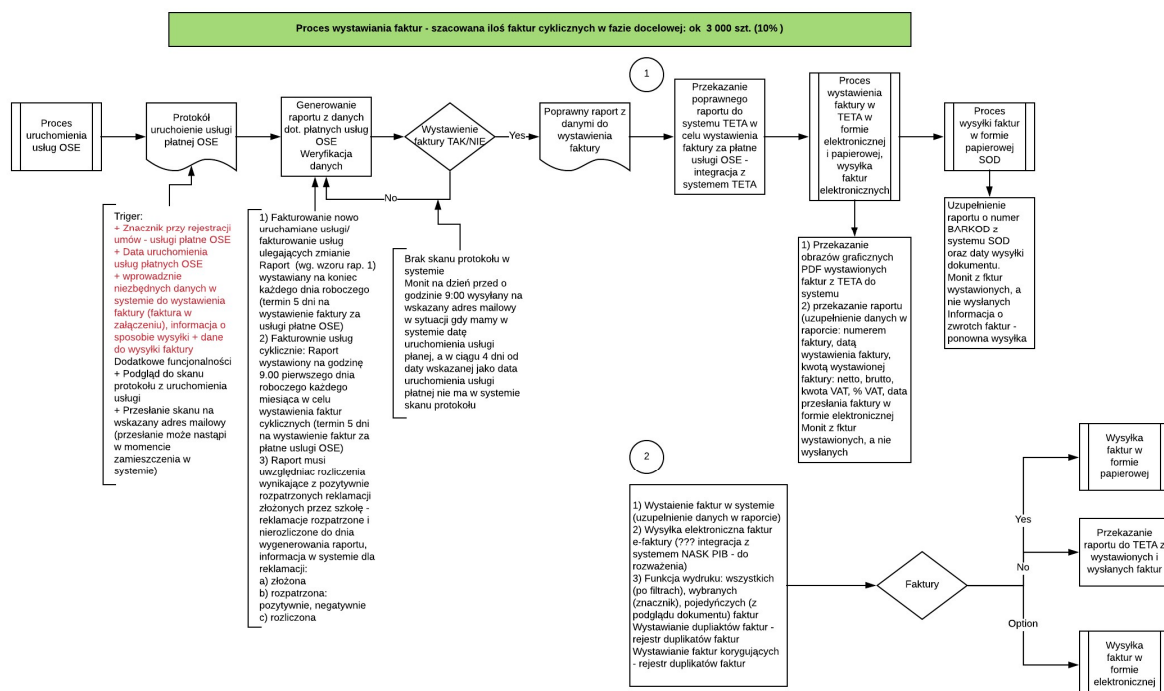 Proces wystawiania faktur - szacowana iloś faktur cyklicznych w fazie docelowej: ok 3 000 szt. (10% )
1
Proces
uruchomienia
usług OSE
Protokół
uruchoienie usługi
płatnej OSE
Generowanie
raportu z danych
dot. płatnych usług
OSE
Weryfikacja
danych
Wystawienie
faktury TAK/NIE
Yes
No
Poprawny raport z
danymi do
wystawienia
faktury
Przekazanie
poprawnego
raportu do
systemu TETA w
celu wystawienia
faktury za płatne
usługi OSE -
integracja z
systemem TETA
Proces
wystawienia
faktury w
TETA w
formie
elektronicznej
i papierowej,
wysyłka
faktur
elektronicznych
Proces
wysyłki faktur
w formie
papierowej
SOD
Triger:
+ Znacznik przy rejestracji
umów - usługi płatne OSE
+ Data uruchomienia
usług płatnych OSE
+ wprowadznie
niezbędnych danych w
systemie do wystawienia
faktury (faktura w
załączeniu), informacja o
sposobie wysyłki + dane
do wysyłki faktury
Dodatkowe funcjonalności
+ Podgląd do skanu
protokołu z uruchomienia
usługi
+ Przesłanie skanu na
wskazany adres mailowy
(przesłanie może nastąpi
w momencie
zamieszczenia w
systemie)
1) Fakturowanie nowo
uruchamiane usługi/
fakturowanie usług
ulegających zmianie
Raport (wg. wzoru rap. 1)
wystawiany na koniec
każdego dnia roboczego
(termin 5 dni na
wystawienie faktury za
usługi płatne OSE)
2) Fakturownie usług
cyklicznie: Raport
wystawiony na godzinę
9.00 pierwszego dnia
roboczego każdego
miesiąca w celu
wystawienia faktur
cyklicznych (termin 5 dni
na wystawienie faktur za
płatne uslugi OSE)
3) Raport musi
uwzględniać rozliczenia
wynikające z pozytywnie
rozpatrzonych reklamacji
złożonych przez szkołę -
reklamacje rozpatrzone i
nierozliczone do dnia
wygenerowania raportu,
informacja w systemie dla
reklamacji:
a) złożona
b) rozpatrzona:
pozytywnie, negatywnie
c) rozliczona
Brak skanu protokołu w
systemie
Monit na dzień przed o
godzinie 9:00 wysyłany na
wskazany adres mailowy
w sytuacji gdy mamy w
systemie datę
uruchomienia usługi
płanej, a w ciągu 4 dni od
daty wskazanej jako data
uruchomienia usługi
płatnej nie ma w systemie
skanu protokołu
1) Przekazanie
obrazów graficznych
PDF wystawionych
faktur z TETA do
systemu
2) przekazanie raportu
(uzupełnienie danych w
raporcie: numerem
faktury, datą
wystawienia faktury,
kwotą wystawionej
faktury: netto, brutto,
kwota VAT, % VAT, data
przesłania faktury w
formie elektronicznej
Monit z fktur
wystawionych, a nie
wysłanych
Uzupełnienie
raportu o numer
BARKOD z
systemu SOD
oraz daty wysyłki
dokumentu.
Monit z fktur
wystawionych, a
nie wysłanych
Informacja o
zwrotch faktur -
ponowna wysyłka
2
1) Wystaienie faktur w systemie
(uzupełnienie danych w raporcie)
2) Wysyłka elektroniczna faktur
e-faktury (??? integracja z
systemem NASK PIB - do
rozważenia)
3) Funkcja wydruku: wszystkich
(po filtrach), wybranych
(znacznik), pojedyńczych (z
podglądu dokumentu) faktur
Wystawianie dupliaktów faktur -
rejestr duplikatów faktur
Wystawianie faktur korygujących
- rejestr duplikatów faktur
Faktury
Yes
No
Option
Wysyłka
faktur w
formie
papierowej
Przekazanie
raportu do TETA z
wystawionych i
wysłanych faktur
Wysyłka
faktur w
formie
elektronicznej